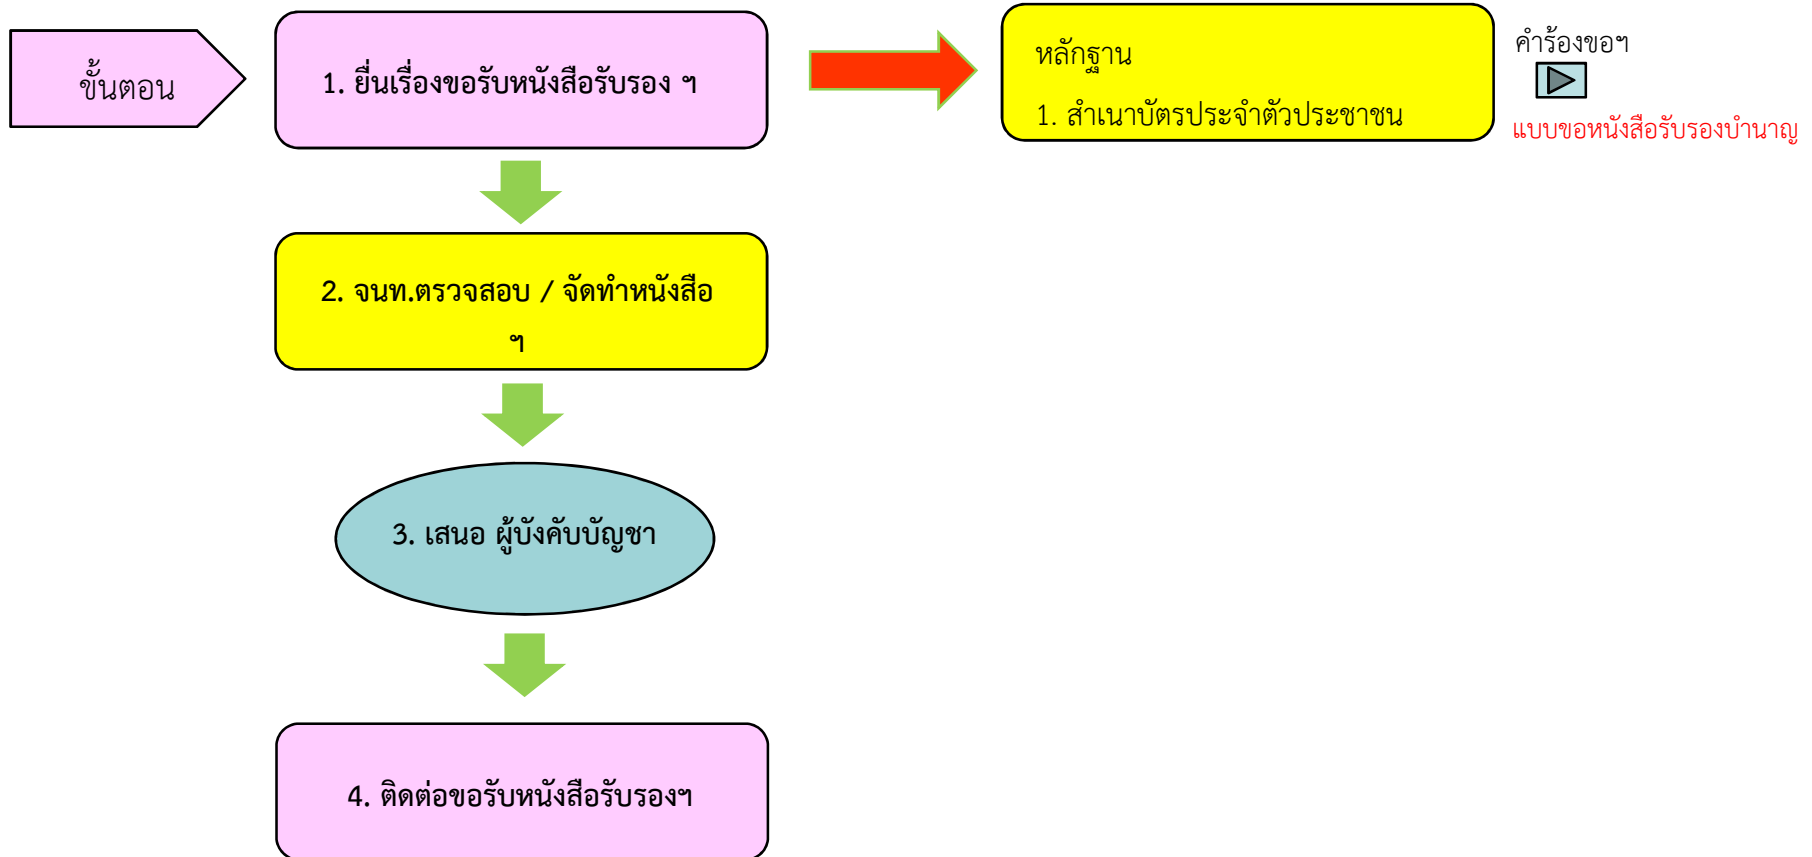 ขั้นตอน
1. ยื่นเรื่องขอรับหนังสือรับรอง ฯ
หลักฐาน
1. สำเนาบัตรประจำตัวประชาชน
คำร้องขอฯ
แบบขอหนังสือรับรองบำนาญ
2. จนท.ตรวจสอบ / จัดทำหนังสือ
ฯ
3. เสนอ ผู้บังคับบัญชา
4. ติดต่อขอรับหนังสือรับรองฯ